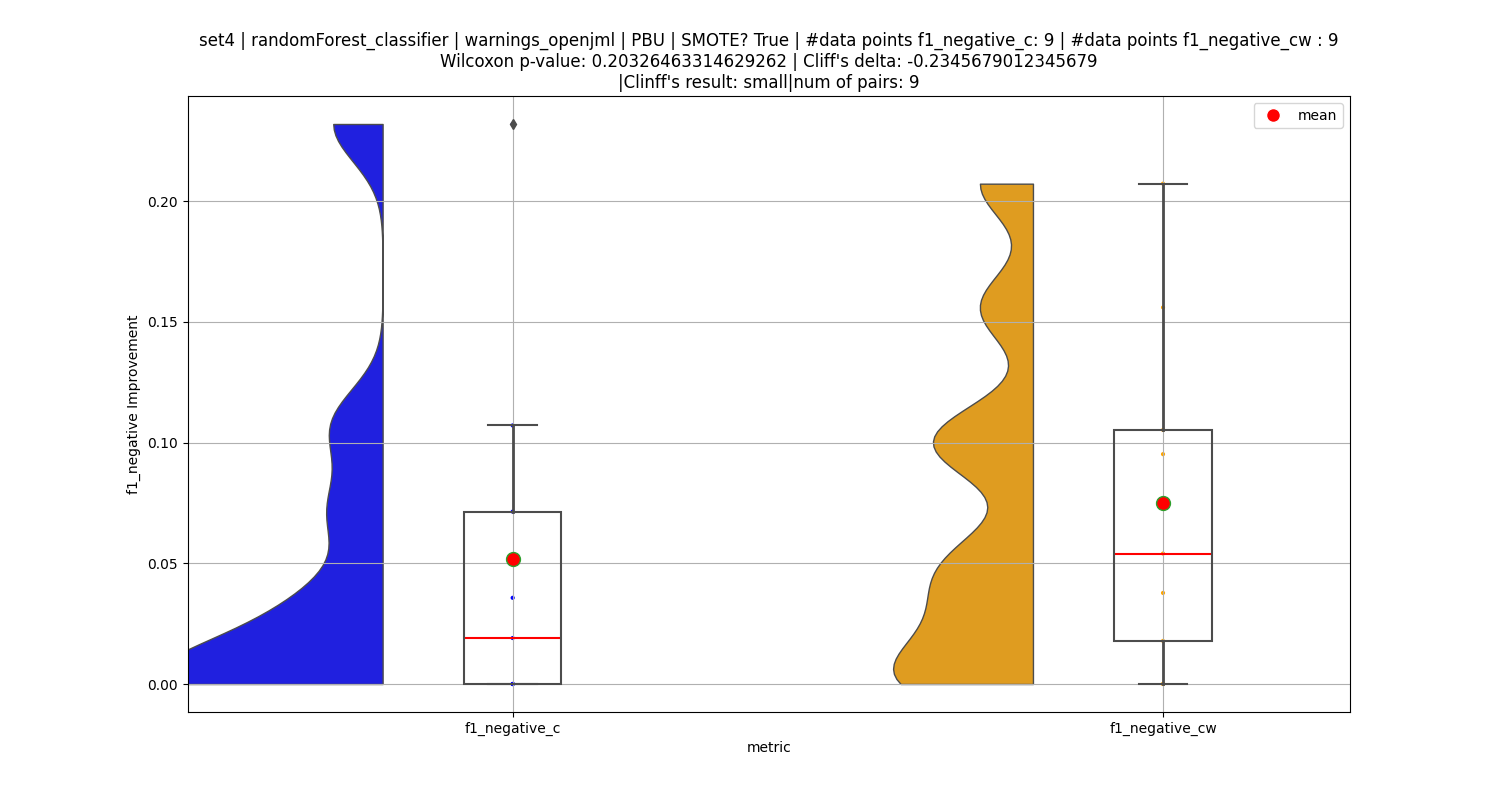 set4 | randomForest_classifier | warnings_openjml | PBU | SMOTE? True | #data points f1_negative_c: 9 | #data points f1_negative_cw : 9
Wilcoxon p-value: 0.20326463314629262 | Cliff's delta: -0.2345679012345679
|Clinff's result: small|num of pairs: 9
mean
0.20
0.15
0.10
0.05
0.00
f1_negative Improvement
f1_negative_c
f1_negative_cw
metric